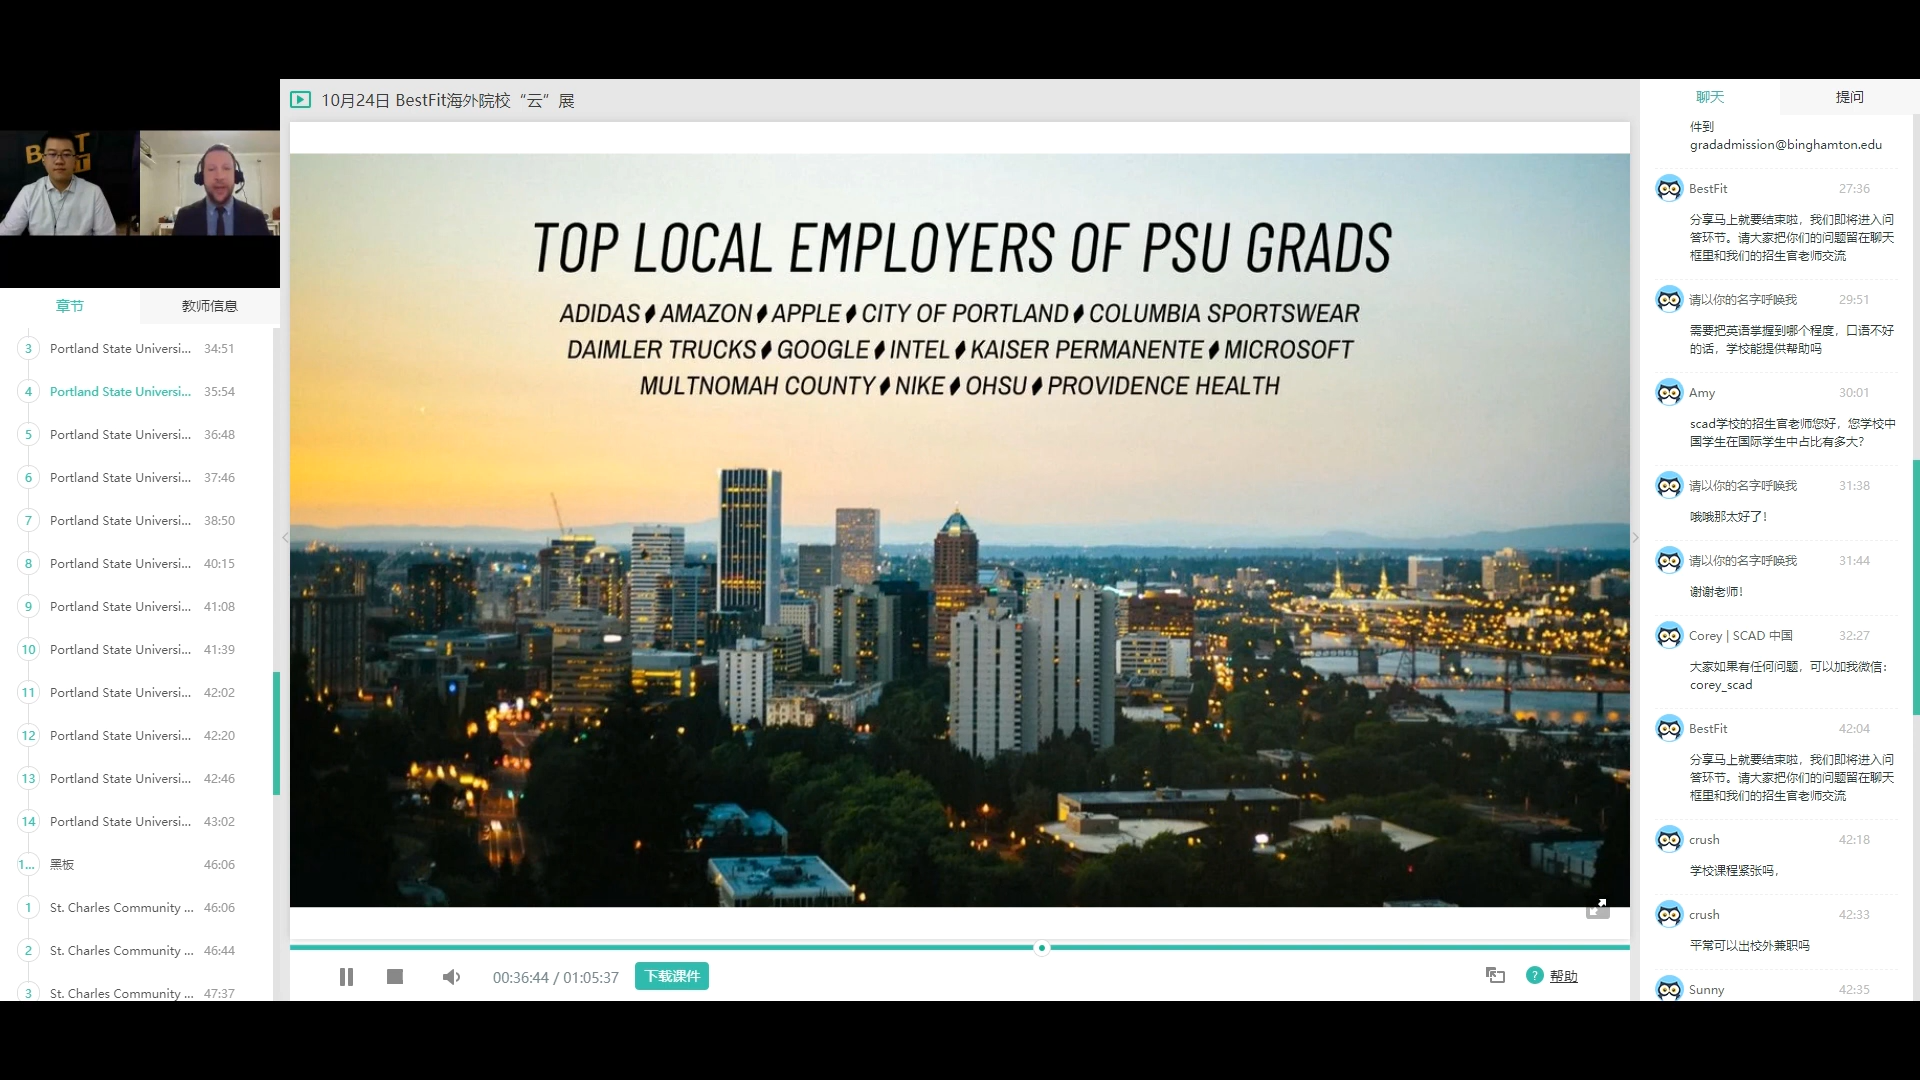 10月24日 BestFit海外院校“云”展
章节
教师信息
3 Portland State Universi... 34:51
4 Portland State Universi... 35:54
5 Portland State Universi... 36:48
6 Portland State Universi... 37:46
7 Portland State Universi... 38:50
8 Portland State Universi... 40:15
9 Portland State Universi... 41:08
10 Portland State Universi... 41:39
11 Portland State Universi... 42:02
12 Portland State Universi... 42:20
13 Portland State Universi... 42:46
14 Portland State Universi... 43:02
1... 黑板 46:06
1 St. Charles Community ... 46:06
2 St. Charles Community ... 46:44
3 St. Charles Community ... 47:37
TOP LOCAL EMPLOYERS OF PSU GRADS
ADIDAS♦AMAZON♦APPLE♦CITY OF PORTLAND♦COLUMBIA SPORTSWEAR
DAIMLER TRUCKS♦GOOGLE♦INTEL♦KAISER PERMANENTE♦MICROSOFT
MULTNOMAH COUNTY♦NIKE♦OHSU♦PROVIDENCE HEALTH
00:36:44 / 01:05:37
下载课件
? 帮助
聊天
提问
件到
gradadmission@binghamton.edu
BestFit 27:36
分享马上就要结束啦，我们即将进入问
答环节。请大家把你们的问题留在聊天
框里和我们的招生官老师交流
请以你的名字呼唤我 29:51
需要把英语掌握到哪个程度，口语不好
的话，学校能提供帮助吗
Amy 30:01
scad学校的招生官老师您好，您学校中
国学生在国际学生中占比有多大？
请以你的名字呼唤我 31:38
哦哦那太好了！
请以你的名字呼唤我 31:44
谢谢老师！
Corey | SCAD 中国 32:27
大家如果有任何问题，可以加我微信：
corey_scad
BestFit 42:04
分享马上就要结束啦，我们即将进入问
答环节。请大家把你们的问题留在聊天
框里和我们的招生官老师交流
crush 42:18
学校课程紧张吗，
crush 42:33
平常可以出校外兼职吗
Sunny 42:35